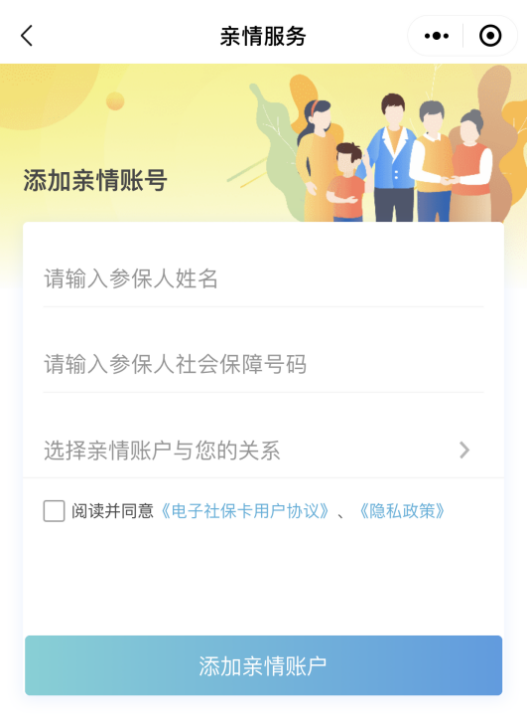 亲情服务
添加亲情账号
请输入参保人姓名
请输入参保人社会保障号码
选择亲情账户与您的关系
阅读并同意《电子社保卡用户协议》、《隐私政策》
添加亲情账户